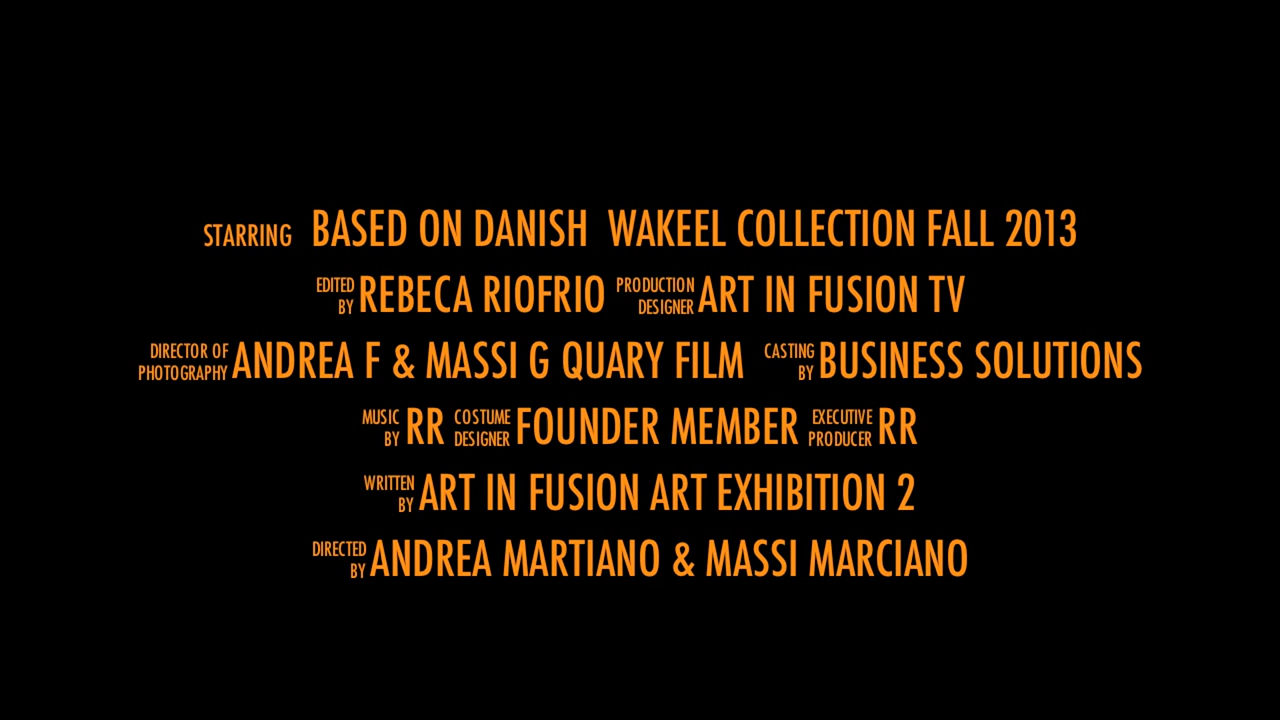 STARRING BASED ON DANISH WAKEEL COLLECTION FALL 2013
EDITED BY REBECA RIOFRIO PRODUCTION DESIGNER ART IN FUSION TV
DIRECTOR OF PHOTOGRAPHY ANDREA F & MASSI G QUARY FILM CASTING BY BUSINESS SOLUTIONS
MUSIC BY RR COSTUME DESIGNER FOUNDER MEMBER EXECUTIVE PRODUCER RR
WRITTEN BY ART IN FUSION ART EXHIBITION 2
DIRECTED BY ANDREA MARTIANO & MASSI MARCIANO